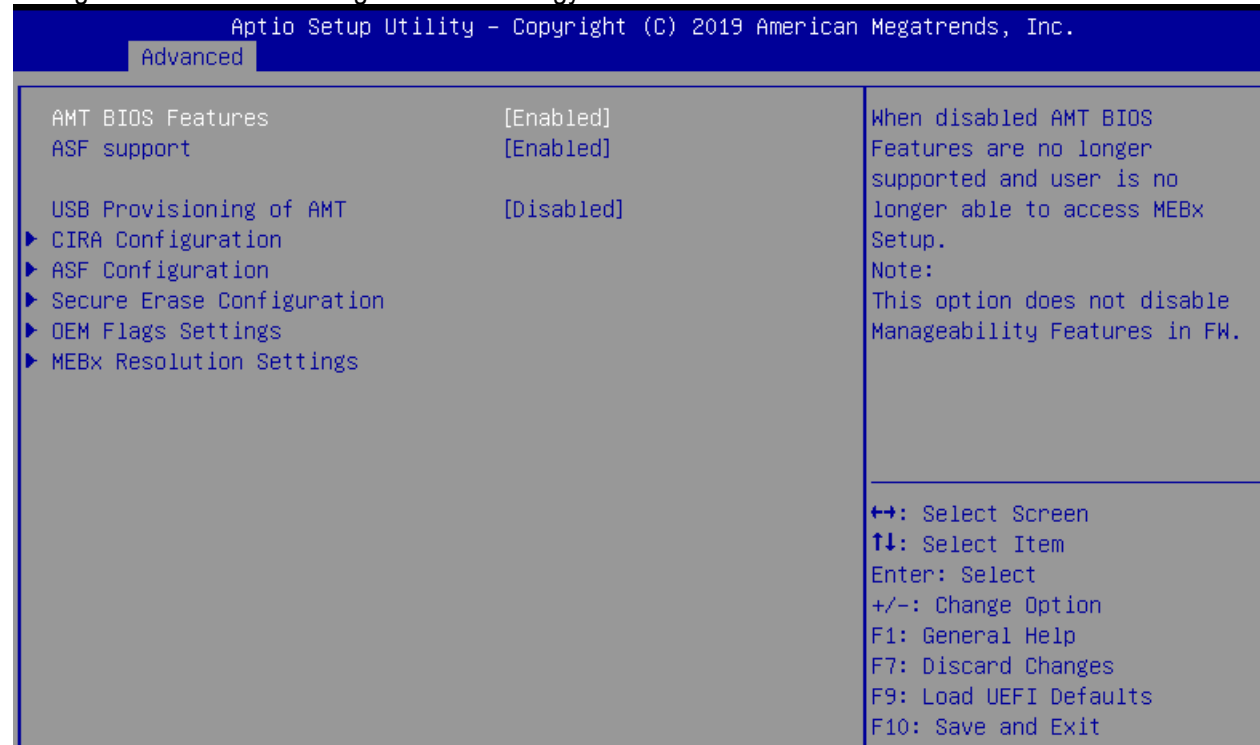 Aptio Setup Utility – Copyright (C) 2019 American Megatrends, Inc.
Advanced
AMT BIOS Features [Enabled]
ASF support [Enabled]
USB Provisioning of AMT [Disabled]
▶ CIRA Configuration
▶ ASF Configuration
▶ Secure Erase Configuration
▶ OEM Flags Settings
▶ MEBx Resolution Settings
When disabled AMT BIOS
Features are no longer
supported and user is no
longer able to access MEBx
Setup.
Note:
This option does not disable
Manageability Features in FW.
↔: Select Screen
↑↓: Select Item
Enter: Select
+/-: Change Option
F1: General Help
F7: Discard Changes
F9: Load UEFI Defaults
F10: Save and Exit